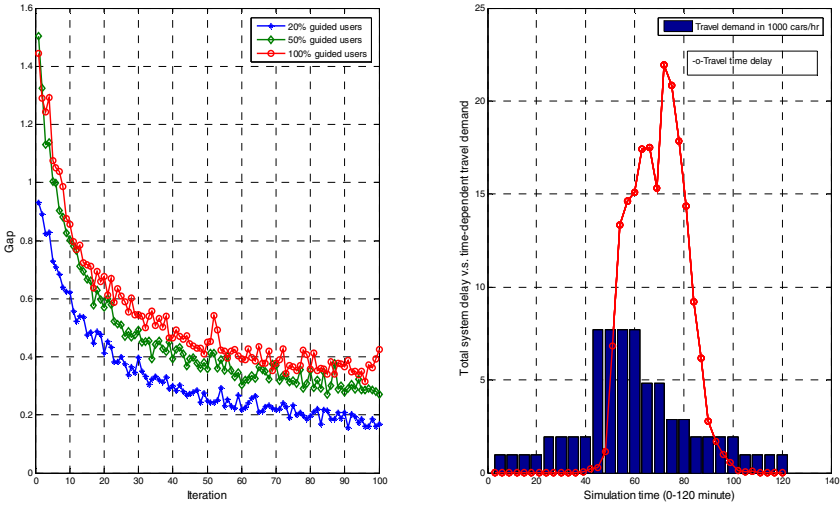 1.6
1.4
1.2
1
0.8
0.6
0.4
0.2
0
Gap
0 10 20 30 40 50 60 70 80 90 100
Iteration
20% guided users
50% guided users
100% guided users
25
20
15
10
5
0
Total system delay v.s. time-dependent travel demand
0 20 40 60 80 100 120 140
Simulation time (0-120 minute)
Travel demand in 1000 cars/hr
-o-Travel time delay